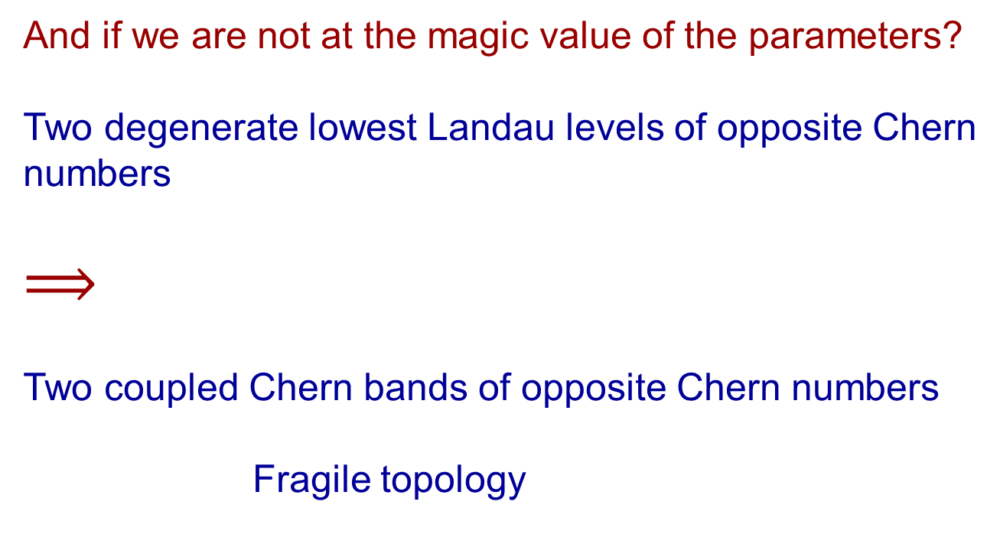 And if we are not at the magic value of the parameters?
Two degenerate lowest Landau levels of opposite Chern
numbers
⟹
Two coupled Chern bands of opposite Chern numbers
Fragile topology